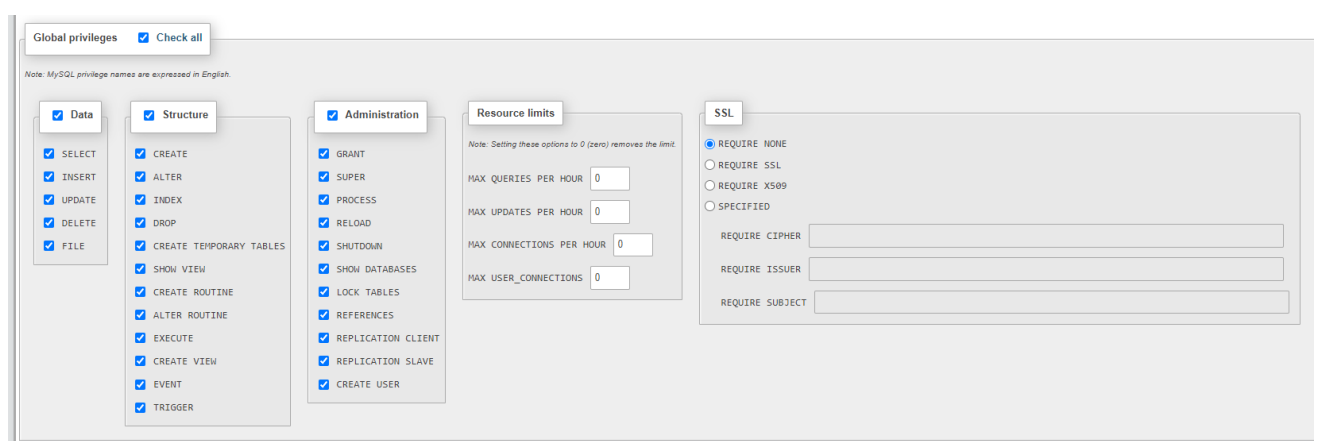 Global privileges Check all
Note: MySQL privilege names are expressed in English.
Data
SELECT
INSERT
UPDATE
DELETE
FILE
Structure
CREATE
ALTER
INDEX
DROP
CREATE TEMPORARY TABLES
SHOW VIEW
CREATE ROUTINE
ALTER ROUTINE
EXECUTE
CREATE VIEW
EVENT
TRIGGER
Administration
GRANT
SUPER
PROCESS
RELOAD
SHUTDOWN
SHOW DATABASES
LOCK TABLES
REFERENCES
REPLICATION CLIENT
REPLICATION SLAVE
CREATE USER
Resource limits
Note: Setting these options to 0 (zero) removes the limit.
MAX QUERIES PER HOUR 0
MAX UPDATES PER HOUR 0
MAX CONNECTIONS PER HOUR 0
MAX USER_CONNECTIONS 0
SSL
REQUIRE NONE
REQUIRE SSL
REQUIRE X509
SPECIFIED
REQUIRE CIPHER
REQUIRE ISSUER
REQUIRE SUBJECT